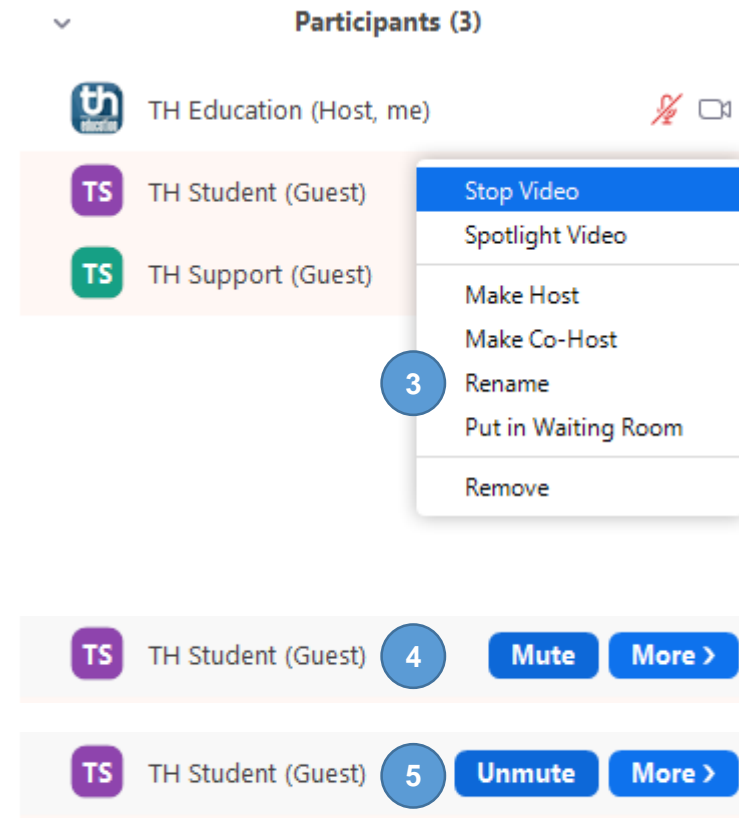 Participants (3)
th
education
TH Education (Host, me)
TS TH Student (Guest)
Stop Video
Spotlight Video
TS TH Support (Guest)
Make Host
Make Co-Host
3 Rename
Put in Waiting Room
Remove
TS TH Student (Guest) 4 Mute More >
TS TH Student (Guest) 5 Unmute More >